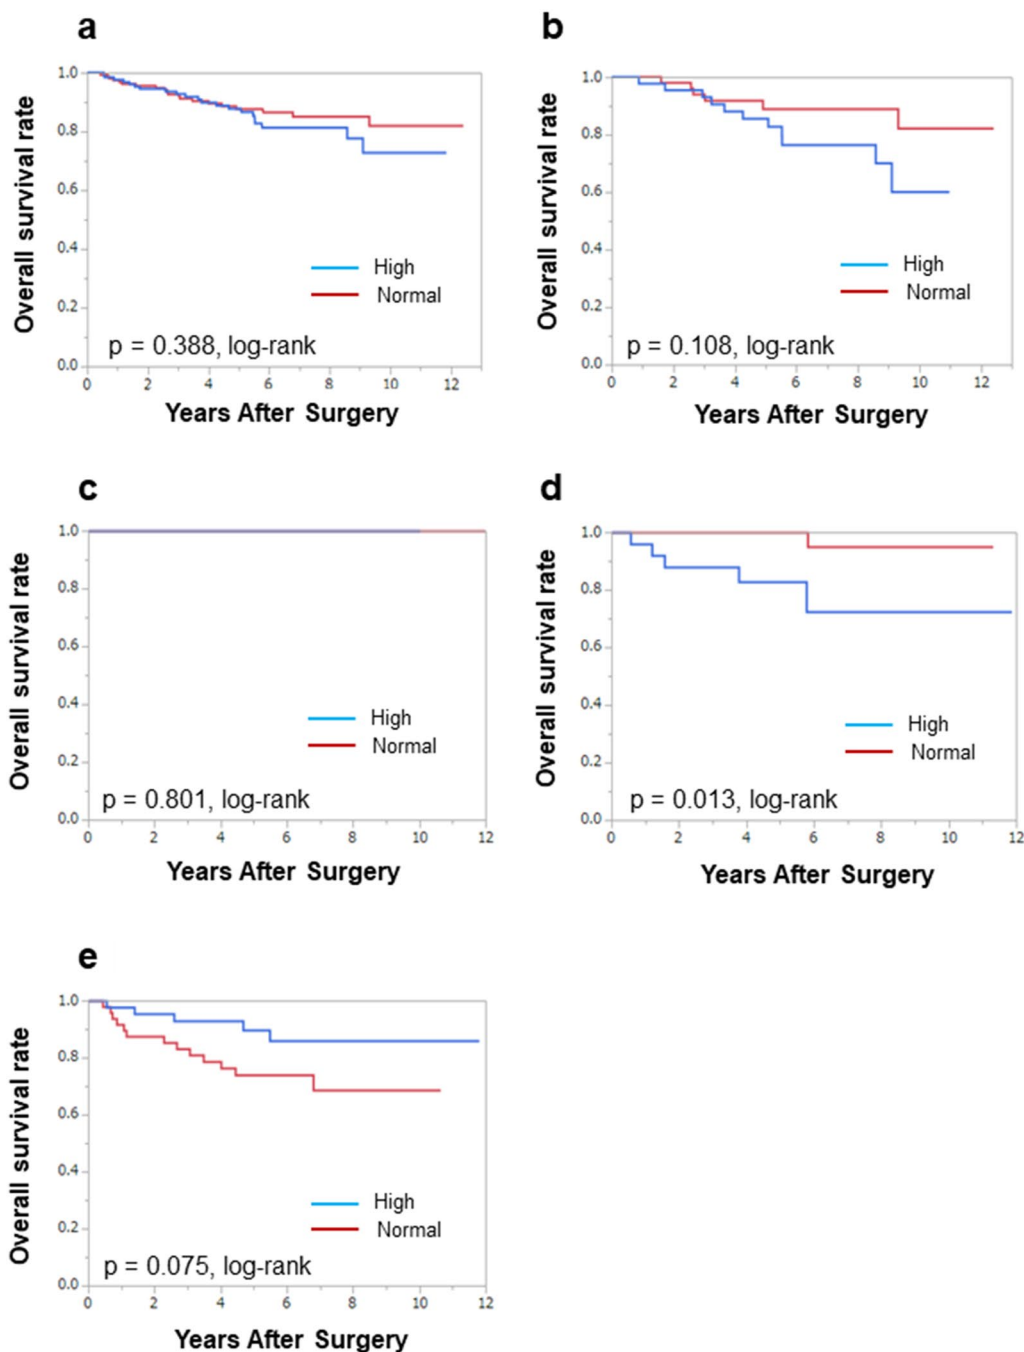 a
Overall survival rate
1.0
0.8
0.6
0.4
0.2
0.0
High
Normal
p = 0.388, log-rank
0 2 4 6 8 10 12
Years After Surgery
b
Overall survival rate
1.0
0.8
0.6
0.4
0.2
0.0
High
Normal
p = 0.108, log-rank
0 2 4 6 8 10 12
Years After Surgery
c
Overall survival rate
1.0
0.8
0.6
0.4
0.2
0.0
High
Normal
p = 0.801, log-rank
0 2 4 6 8 10 12
Years After Surgery
d
Overall survival rate
1.0
0.8
0.6
0.4
0.2
0.0
High
Normal
p = 0.013, log-rank
0 2 4 6 8 10 12
Years After Surgery
e
Overall survival rate
1.0
0.8
0.6
0.4
0.2
0.0
High
Normal
p = 0.075, log-rank
0 2 4 6 8 10 12
Years After Surgery